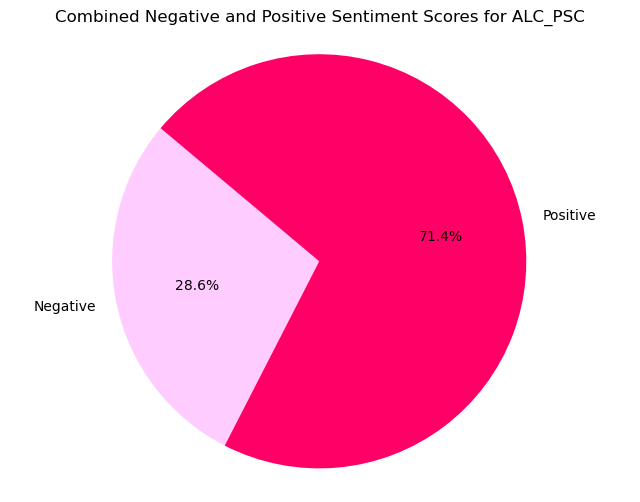 Combined Negative and Positive Sentiment Scores for ALC_PSC
Positive
71.4%
28.6%
Negative